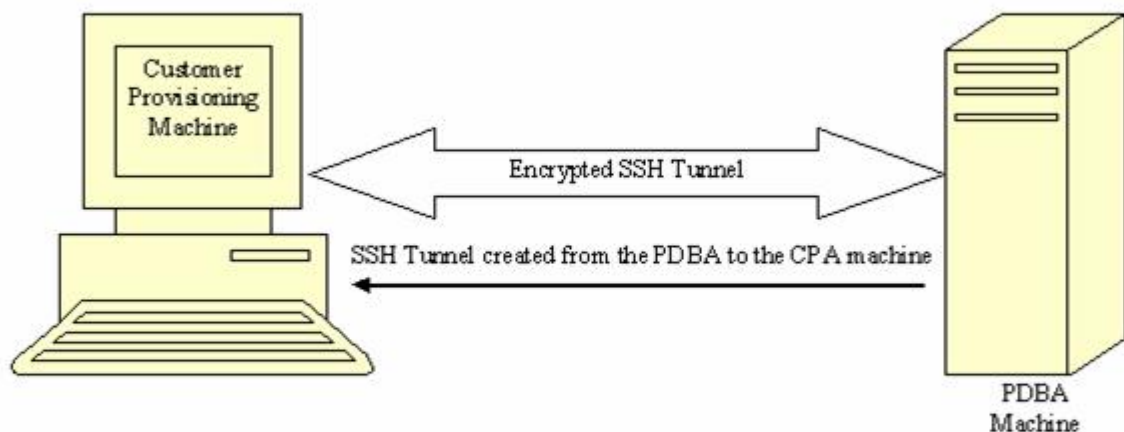 Customer
Provisioning
Machine
Encrypted SSH Tunnel
SSH Tunnel created from the PDBA to the CPA machine
PDBA
Machine